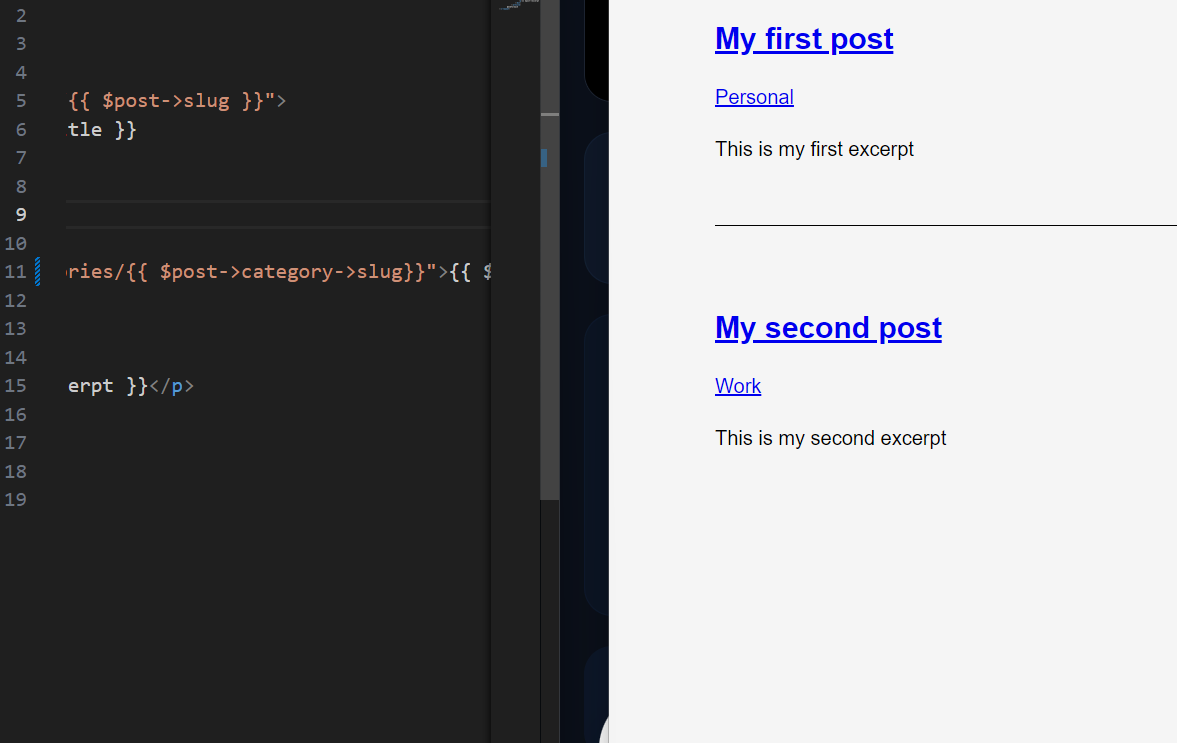 2
3
4
5 {{ $post->slug }}">
6 tle }}
7
8
9
10
11 ries/{{ $post->category->slug}}">{{ $
12
13
14
15 erpt }}</p>
16
17
18
19
My first post
Personal
This is my first excerpt
My second post
Work
This is my second excerpt